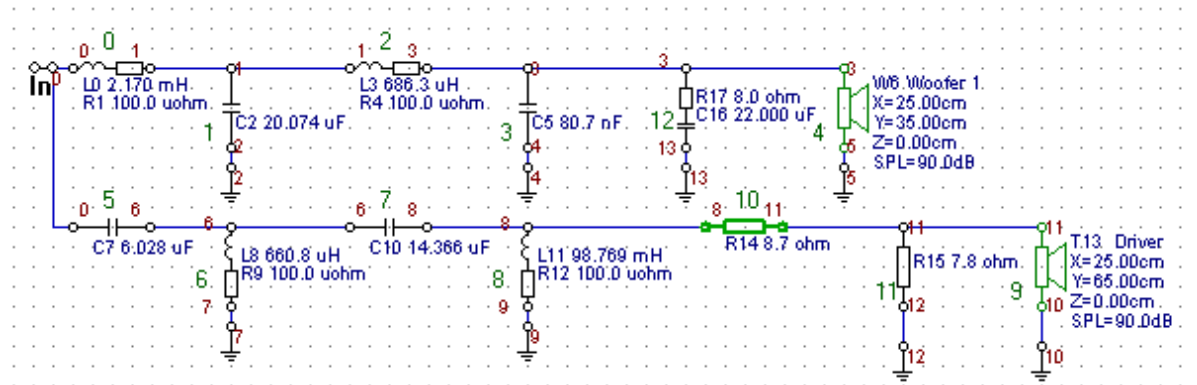 0 0 1 1 2 3 3 3
In 0 1 3
L0 2.170 mH
R1 100.0 uohm
L3 686.3 uH
R4 100.0 uohm
W6 Woofer 1
X=25.00cm
Y=35.00cm
Z=0.00cm
SPL=90.0dB
R17 8.0 ohm
C16 22.000 uF
1 C2 20.074 uF
3 C5 80.7 nF
12 4
2 4 13 5
2 4 13 5
0 5 6 6 6 7 8 8 8 10 11 11 11
C7 6.028 uF
C10 14.366 uF
R14 8.7 ohm
L8 660.8 uH
R9 100.0 uohm
L11 98.769 mH
R12 100.0 uohm
R15 7.8 ohm
T13 Driver
X=25.00cm
Y=65.00cm
Z=0.00cm
SPL=90.0dB
6 8 11 9
7 9 12 10
7 9 12 10